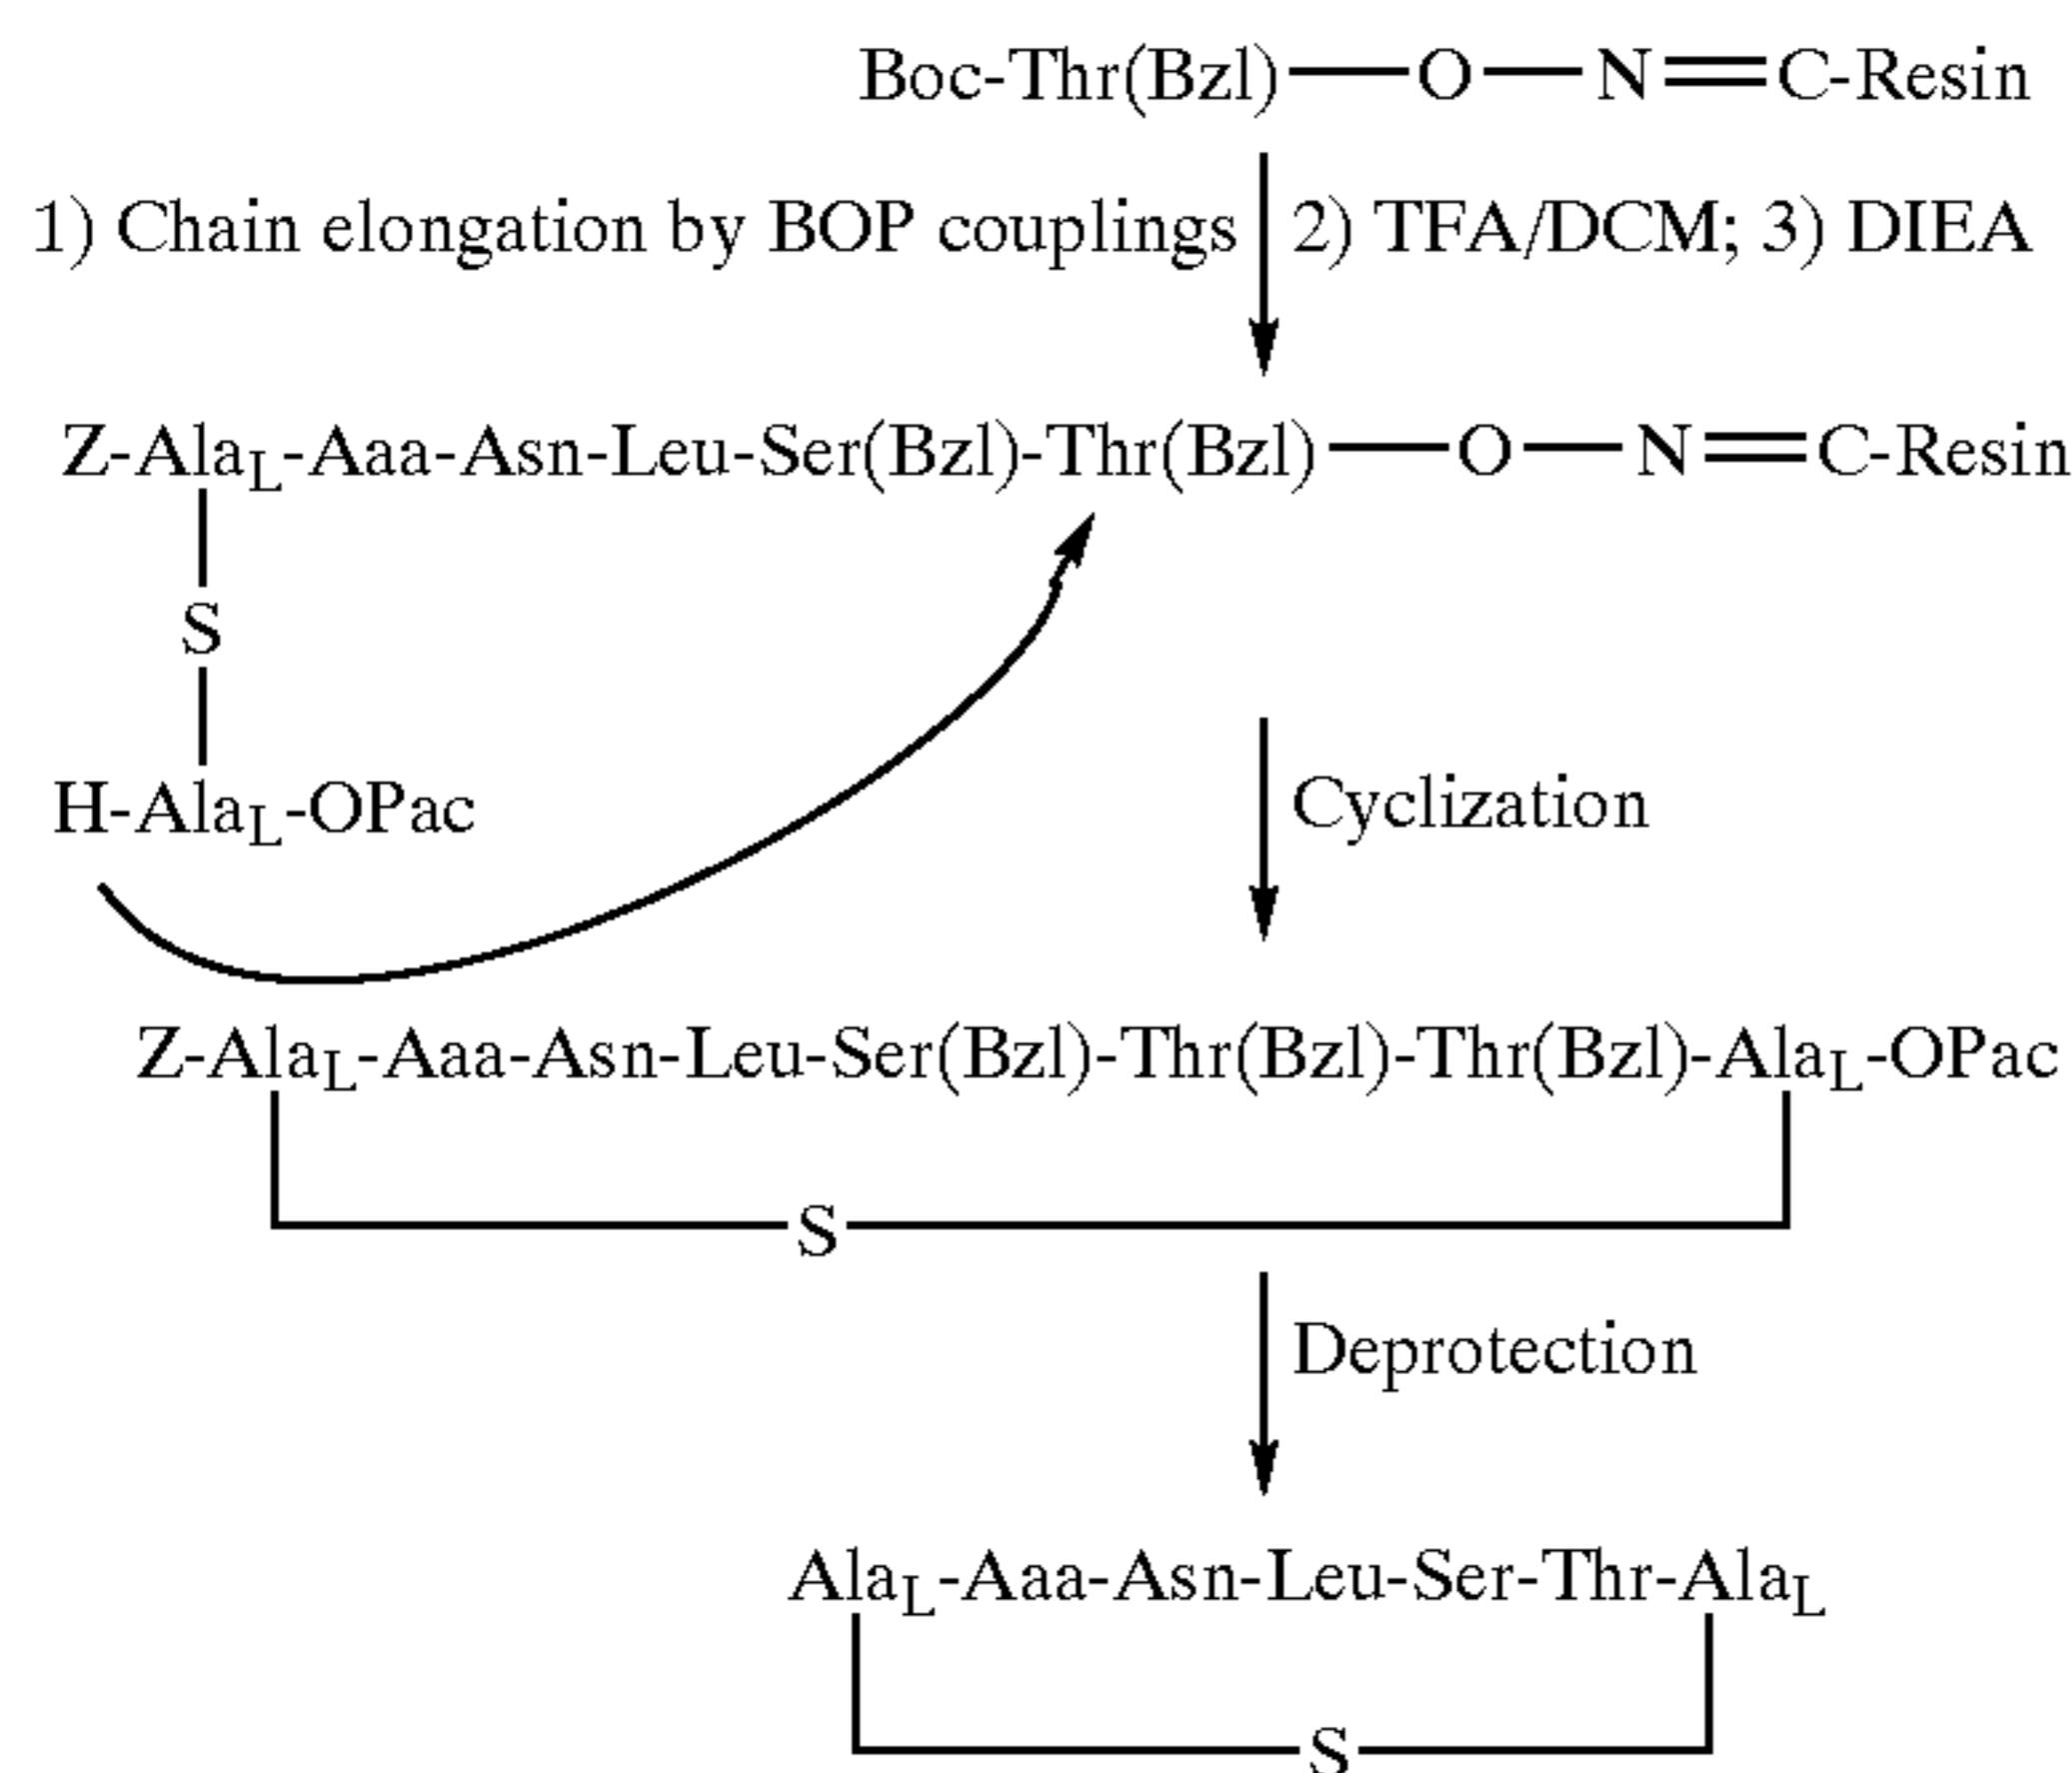 Boc-Thr(Bzl)—O—N=C-Resin
1) Chain elongation by BOP couplings 2) TFA/DCM; 3) DIEA
Z-AlaL-Aaa-Asn-Leu-Ser(Bzl)-Thr(Bzl)—O—N=C-Resin
S
H-AlaL-OPac
Cyclization
Z-AlaL-Aaa-Asn-Leu-Ser(Bzl)-Thr(Bzl)-Thr(Bzl)-AlaL-OPac
S
Deprotection
AlaL-Aaa-Asn-Leu-Ser-Thr-AlaL
S